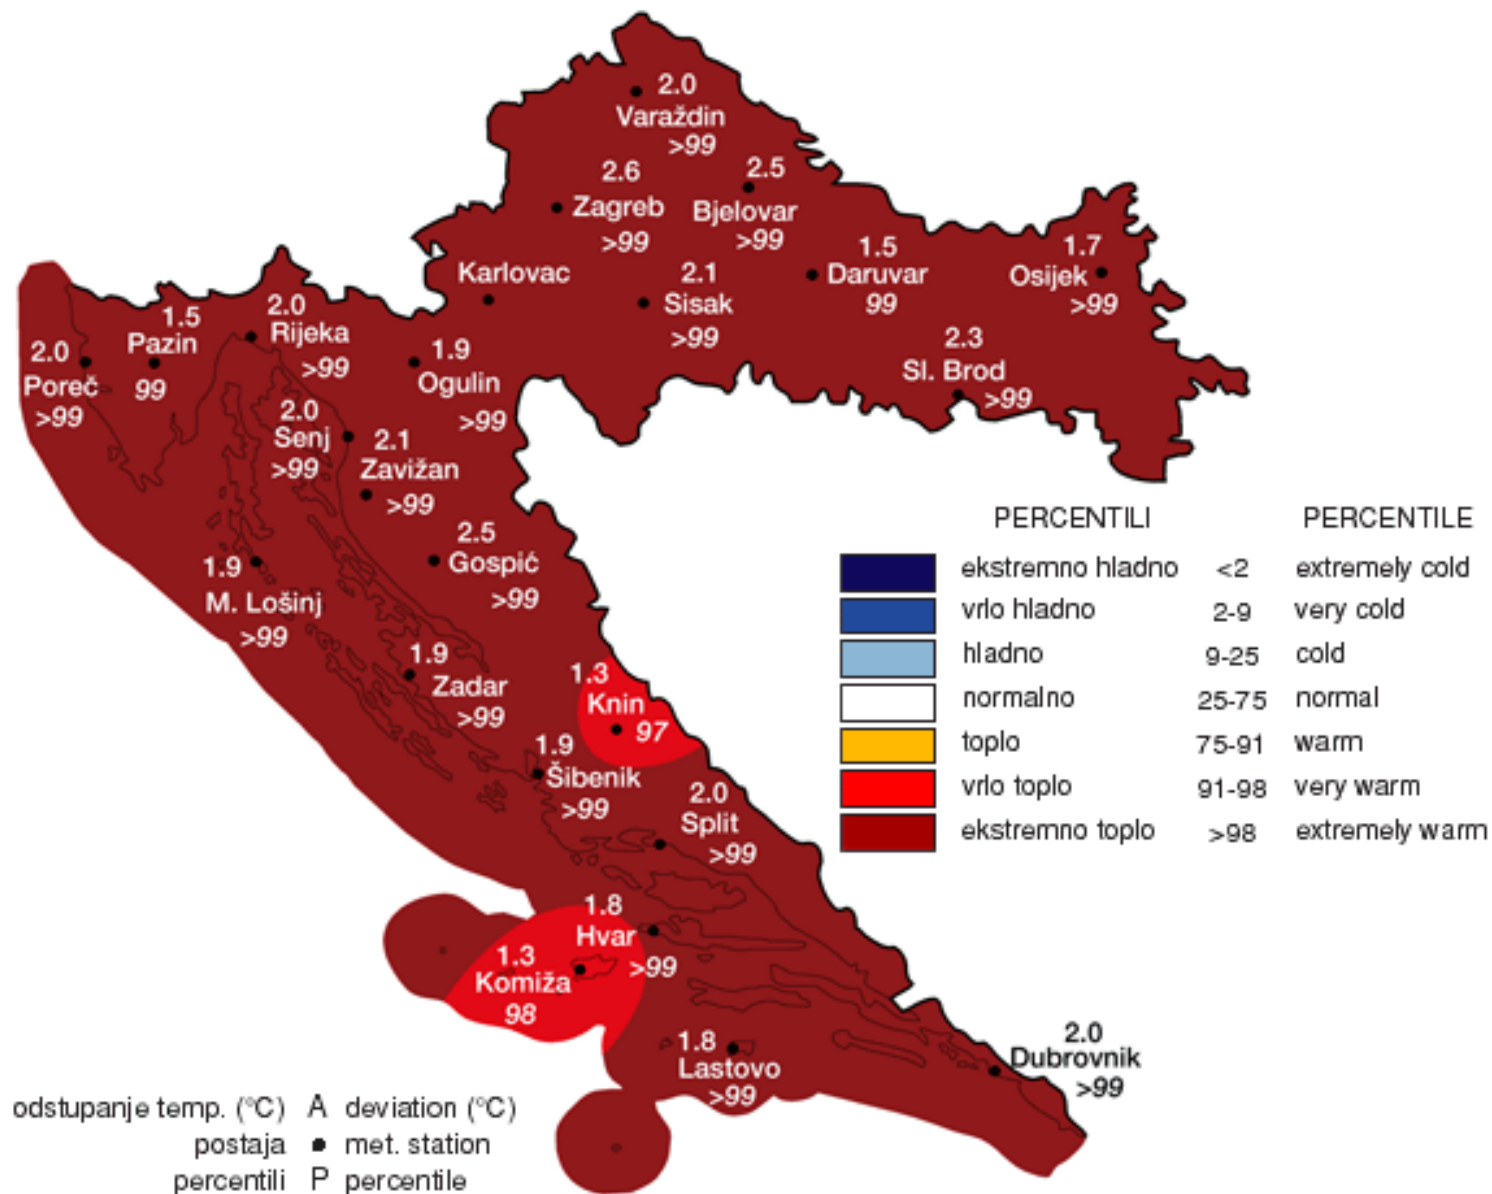 2.0
Varaždin
>99
2.6
Zagreb
>99
2.5
Bjelovar
>99
Karlovac
2.1
Sisak
>99
1.5
Daruvar
99
1.7
Osijek
>99
2.3
Sl. Brod
>99
2.0
Poreč
>99
1.5
Pazin
99
2.0
Rijeka
>99
1.9
Ogulin
>99
2.0
Senj
>99
2.1
Zavižan
>99
2.5
Gospić
>99
1.9
M. Lošinj
>99
1.9
Zadar
>99
1.3
Knin
97
1.9
Šibenik
>99
2.0
Split
>99
1.8
Hvar
>99
1.3
Komiža
98
1.8
Lastovo
>99
2.0
Dubrovnik
>99
PERCENTILI PERCENTILE
ekstremno hladno <2 extremely cold
vrlo hladno 2-9 very cold
hladno 9-25 cold
normalno 25-75 normal
toplo 75-91 warm
vrlo toplo 91-98 very warm
ekstremno toplo >98 extremely warm
odstupanje temp. (°C) A deviation (°C)
postaja met. station
percentili P percentile